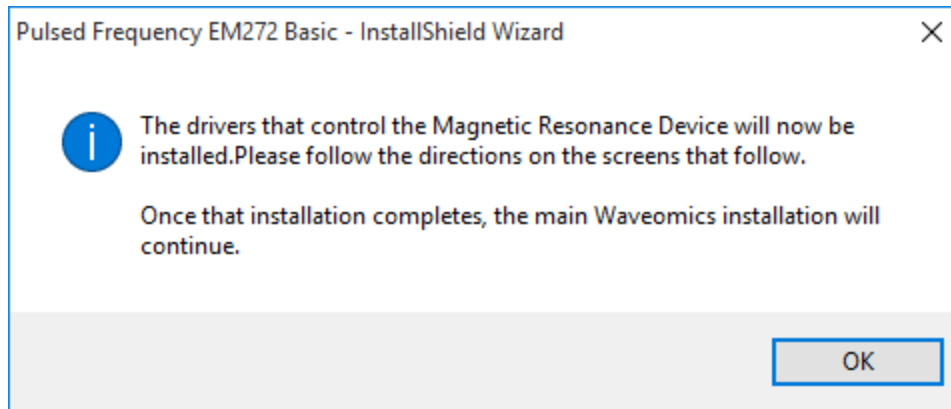 Pulsed Frequency EM272 Basic - InstallShield Wizard
The drivers that control the Magnetic Resonance Device will now be
installed.Please follow the directions on the screens that follow.
Once that installation completes, the main Waveomics installation will
continue.
OK